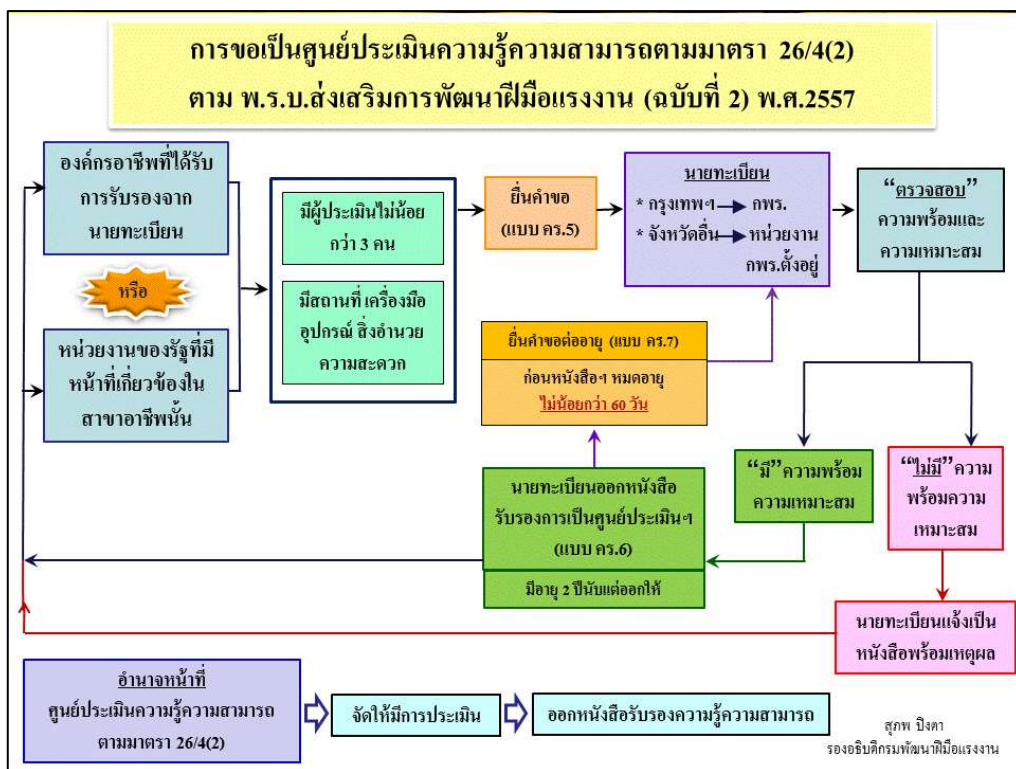 การขอเป็นศูนย์ประเมินความรู้ความสามารถตามมาตรา 26/4(2)
ตาม พ.ร.บ.ส่งเสริมการพัฒนาฝีมือแรงงาน (ฉบับที่ 2) พ.ศ.2557
องค์กรอาชีพที่ได้รับ
การรับรองจาก
นายทะเบียน
หรือ
หน่วยงานของรัฐที่มี
หน้าที่เกี่ยวข้องใน
สาขาอาชีพนั้น
มีผู้ประเมินไม่น้อย
กว่า 3 คน
มีสถานที่ เครื่องมือ
อุปกรณ์ สิ่งอำนวย
ความสะดวก
ยื่นคำขอ
(แบบ คร.5)
นายทะเบียน
* กรุงเทพฯ กพร.
* จังหวัดอื่น หน่วยงาน
กพร.ตั้งอยู่
“ตรวจสอบ”
ความพร้อมและ
ความเหมาะสม
ยื่นคำขอต่ออายุ (แบบ คร.7)
ก่อนหนังสือฯ หมดอายุ
ไม่น้อยกว่า 60 วัน
นายทะเบียนออกหนังสือ
รับรองการเป็นศูนย์ประเมินฯ
(แบบ คร.6)
มีอายุ 2 ปีนับแต่ออกให้
“มี”ความพร้อม
ความเหมาะสม
“ไม่มี”ความ
พร้อมความ
เหมาะสม
นายทะเบียนแจ้งเป็น
หนังสือพร้อมเหตุผล
อำนาจหน้าที่
ศูนย์ประเมินความรู้ความสามารถ
ตามมาตรา 26/4(2)
จัดให้มีการประเมิน
ออกหนังสือรับรองความรู้ความสามารถ
สุภพ ปิงตา
รองอธิบดีกรมพัฒนาฝีมือแรงงาน